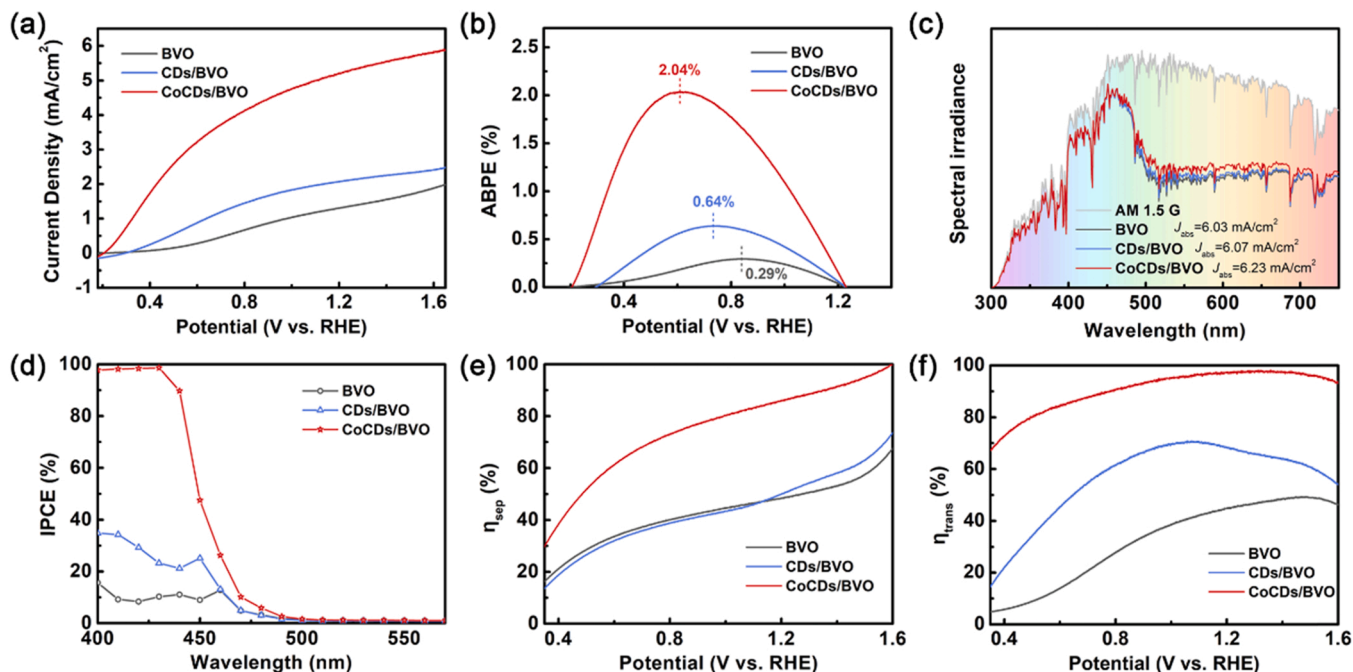 (a)
6
5
4
3
2
1
0
-1
Current Density (mA/cm²)
BVO
CDs/BVO
CoCDs/BVO
0.4 0.8 1.2 1.6
Potential (V vs. RHE)
(b)
2.5
2.0
1.5
1.0
0.5
0.0
ABPE (%)
BVO
CDs/BVO
CoCDs/BVO
2.04%
0.64%
0.29%
0.4 0.8 1.2
Potential (V vs. RHE)
(c)
Spectral irradiance
AM 1.5 G
BVO Jabs=6.03 mA/cm²
CDs/BVO Jabs=6.07 mA/cm²
CoCDs/BVO Jabs=6.23 mA/cm²
300 400 500 600 700
Wavelength (nm)
(d)
100
80
60
40
20
0
IPCE (%)
BVO
CDs/BVO
CoCDs/BVO
400 450 500 550
Wavelength (nm)
(e)
100
80
60
40
20
0
ηsep (%)
BVO
CDs/BVO
CoCDs/BVO
0.4 0.8 1.2 1.6
Potential (V vs. RHE)
(f)
100
80
60
40
20
0
ηtrans (%)
BVO
CDs/BVO
CoCDs/BVO
0.4 0.8 1.2 1.6
Potential (V vs. RHE)